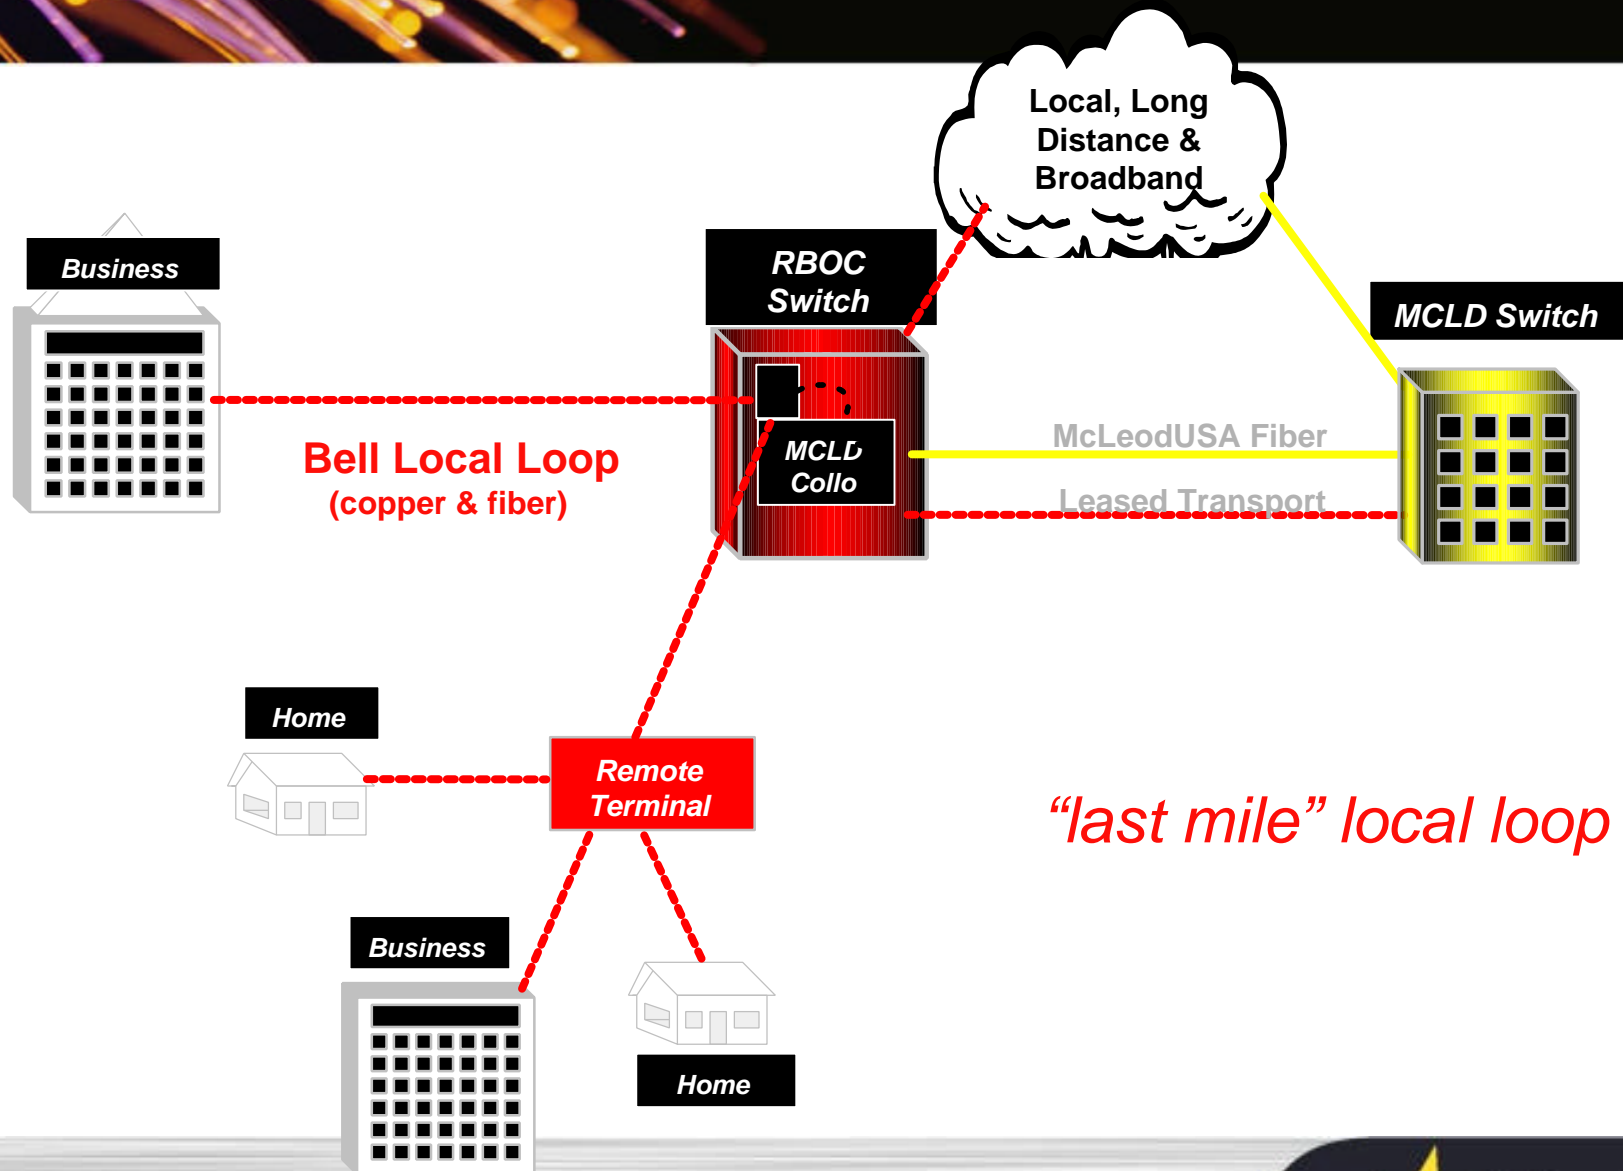 Local, Long
Distance &
Broadband
Business
RBOC
Switch
MCLD Switch
McLeodUSA Fiber
Bell Local Loop
(copper & fiber)
MCLD
Collo
Leased Transport
Home
Remote
Terminal
“last mile” local loop
Business
Home